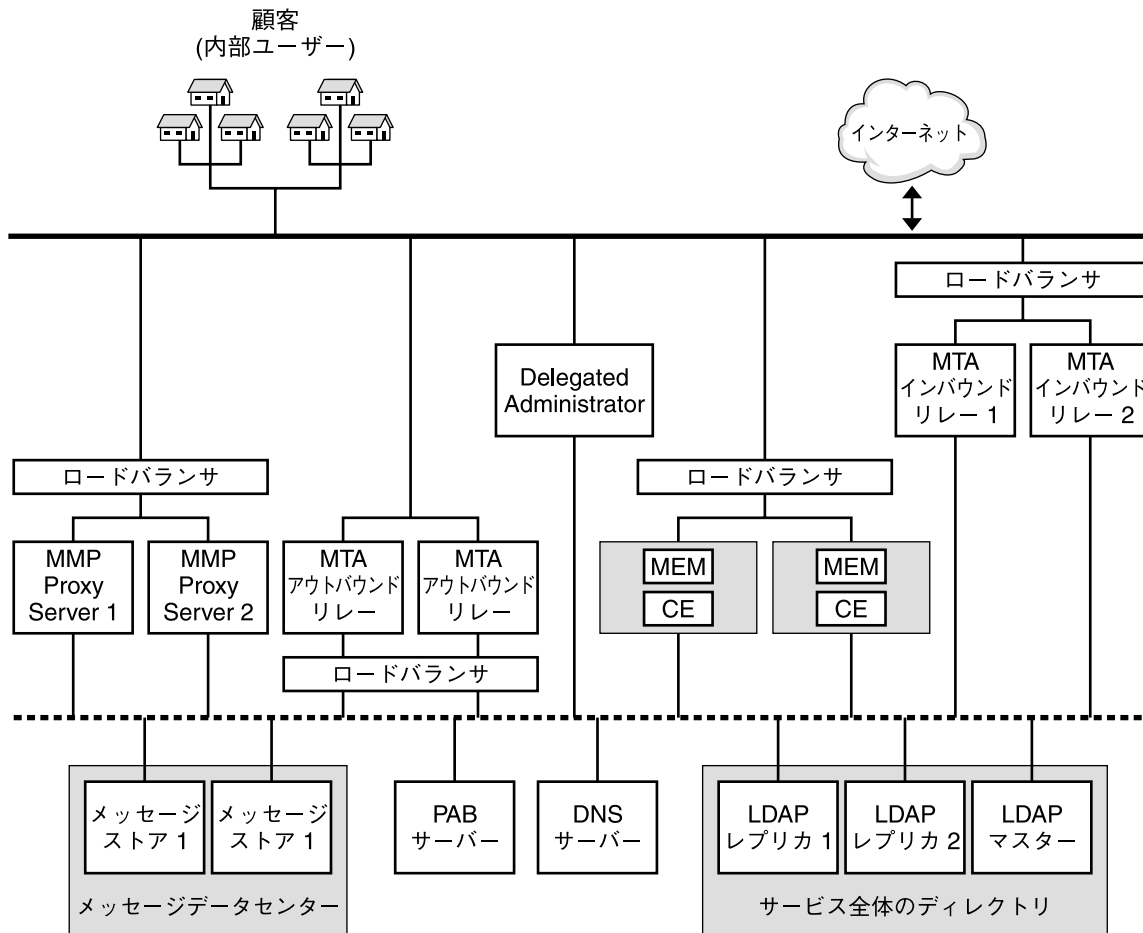 顧客
(内部ユーザー)
インターネット
ロードバランサ
MTA
インバウンド
リレー 1
MTA
インバウンド
リレー 2
Delegated
Administrator
ロードバランサ
ロードバランサ
MMP
Proxy
Server 1
MMP
Proxy
Server 2
MTA
アウトバウンド
リレー
MTA
アウトバウンド
リレー
MEM
CE
MEM
CE
ロードバランサ
メッセージ
ストア 1
メッセージ
ストア 1
メッセージデータセンター
PAB
サーバー
DNS
サーバー
LDAP
レプリカ 1
LDAP
レプリカ 2
LDAP
マスター
サービス全体のディレクトリ